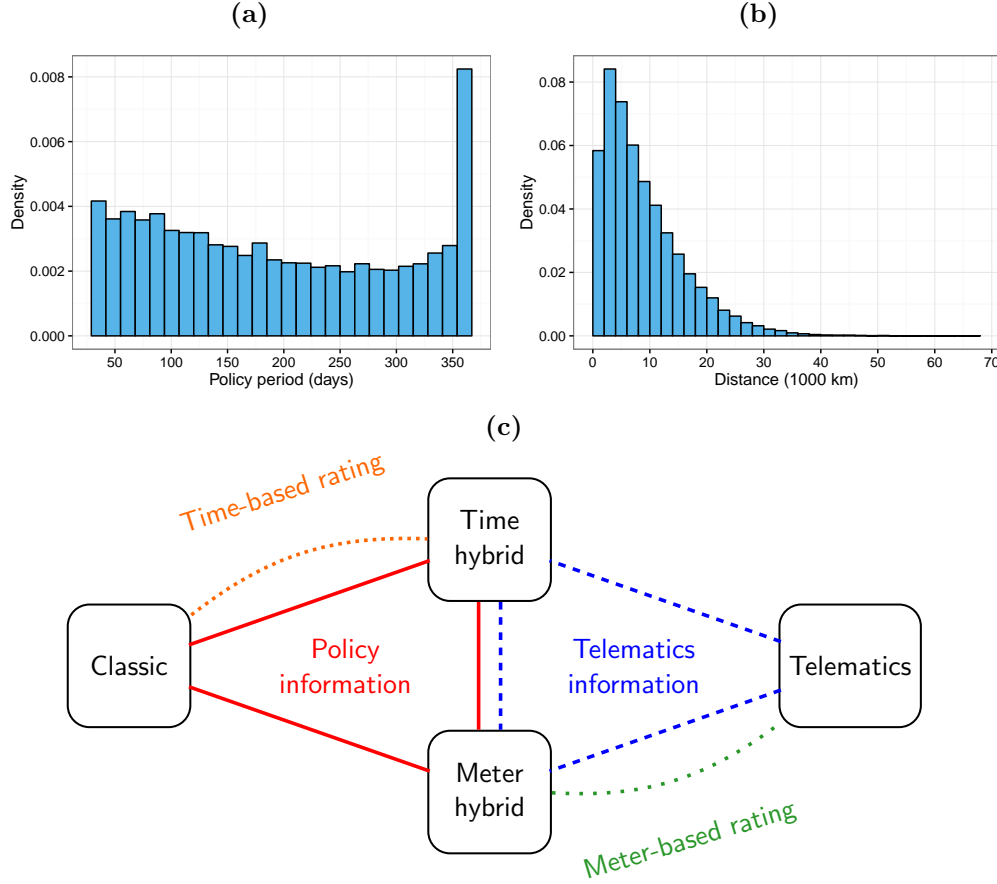 (a)
0.008
0.006
0.004
0.002
0.000
Density
50 100 150 200 250 300 350
Policy period (days)
(b)
0.08
0.06
0.04
0.02
0.00
Density
0 10 20 30 40 50 60 70
Distance (1000 km)
(c)
Time-based rating
Time
hybrid
Classic
Policy
information
Telematics
information
Telematics
Meter
hybrid
Meter-based rating